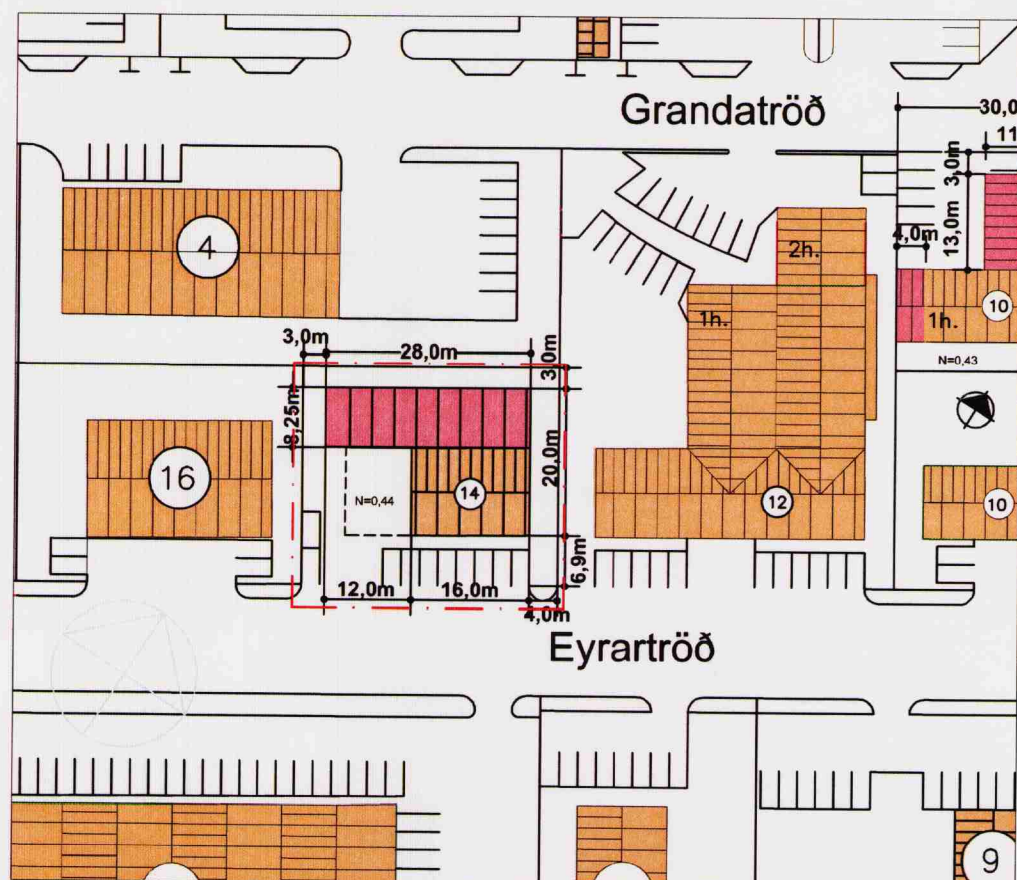 Grandatröð
30,0
11
3,0m
13,0m
4,0m
4
2h.
1h.
1h.
10
N=0,43
3,0m
28,0m
3,0m
8,25m
20,0m
16
N=0,44
14
12
10
6,9m
12,0m
16,0m
4,0m
Eyrartröð
9